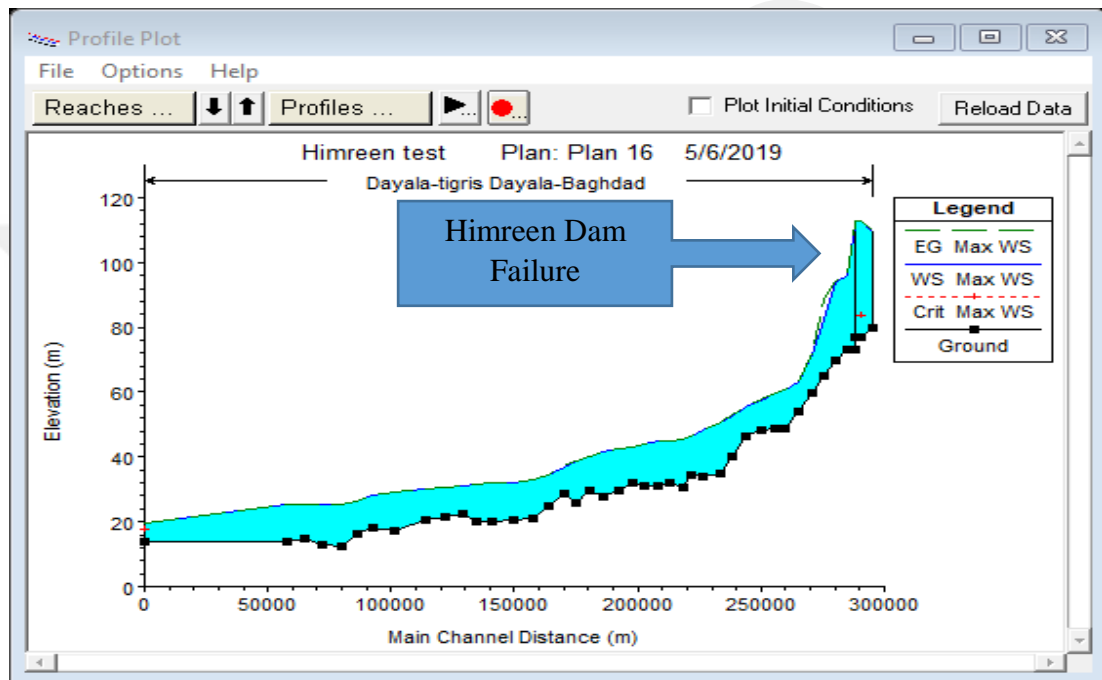 Profile Plot
File Options Help
Reaches ... Profiles ... ... ... Plot Initial Conditions Reload Data
Himreen test Plan: Plan 16 5/6/2019
Dayala-tigris Dayala-Baghdad
Himreen Dam
Failure
Legend
EG Max WS
WS Max WS
Crit Max WS
Ground
120
100
80
60
40
20
0
Elevation (m)
0 50000 100000 150000 200000 250000 300000
Main Channel Distance (m)